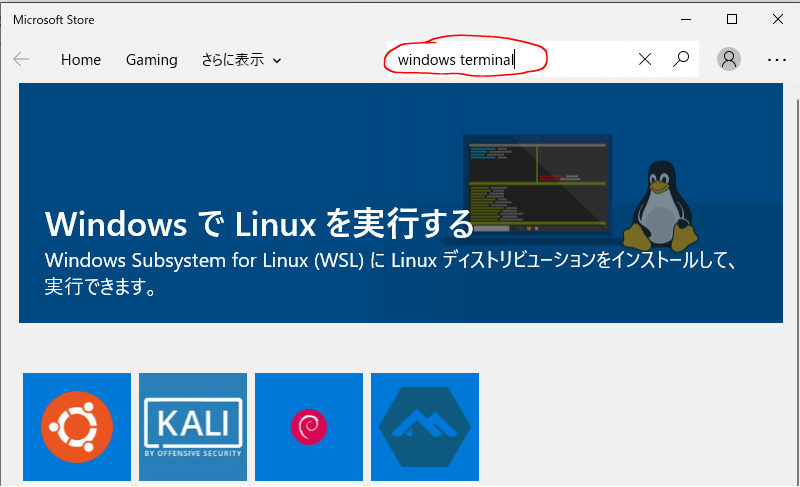 Microsoft Store
Home Gaming さらに表示 windows terminal
Windows で Linux を実行する
Windows Subsystem for Linux (WSL) に Linux ディストリビューションをインストールして、
実行できます。
KALI
BY OFFENSIVE SECURITY